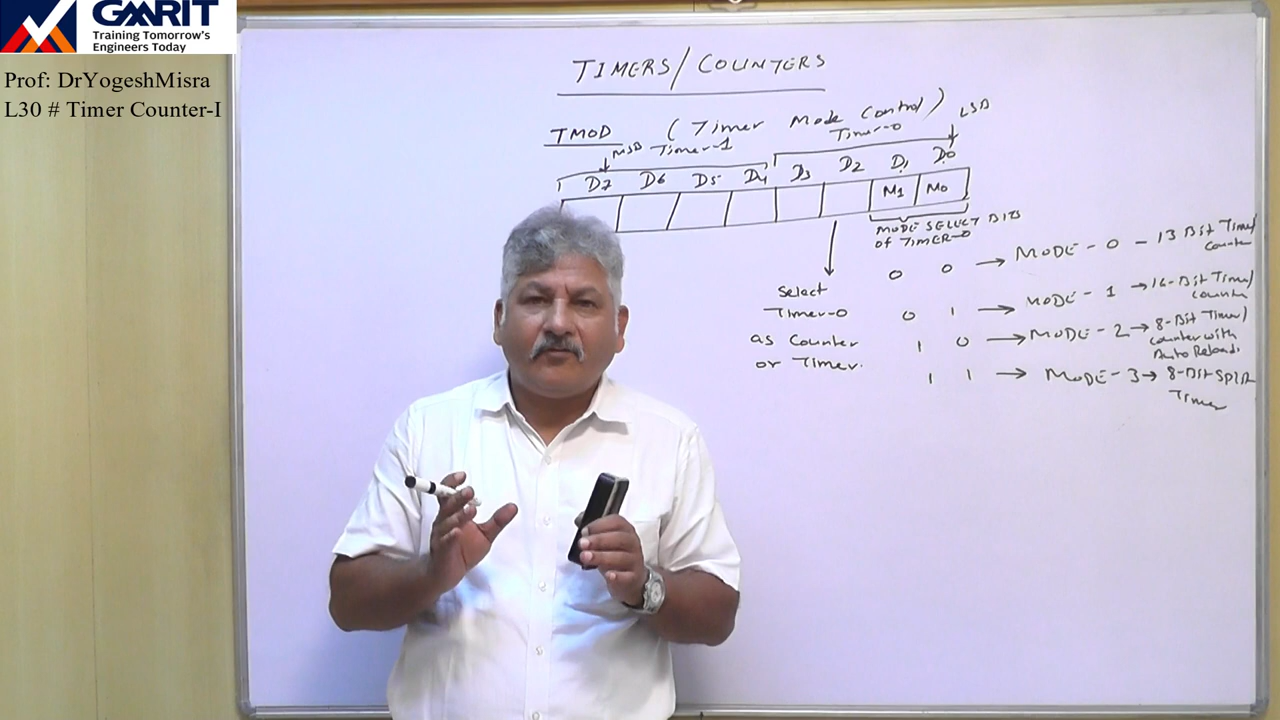 GMRIT
Training Tomorrow's
Engineers Today
Prof: DrYogeshMisra
L30 # Timer Counter-I
TIMERS/COUNTERS
TMOD (Timer Mode Control)
MSB Timer-1 Timer-0 LSB
D7 D6 D5 D4 D3 D2 D1 D0
M1 M0
MODE SELECT BITS
of TIMER-0
Select
Timer-0
as Counter
or Timer.
0 0 → MODE-0 - 13 Bit Timer/
Counter
0 1 → MODE-1 → 16-Bit Timer/
Counter
1 0 → MODE-2 → 8-Bit Timer/
Counter with
Auto Reload.
1 1 → MODE-3 → 8-Bit Split
Timer